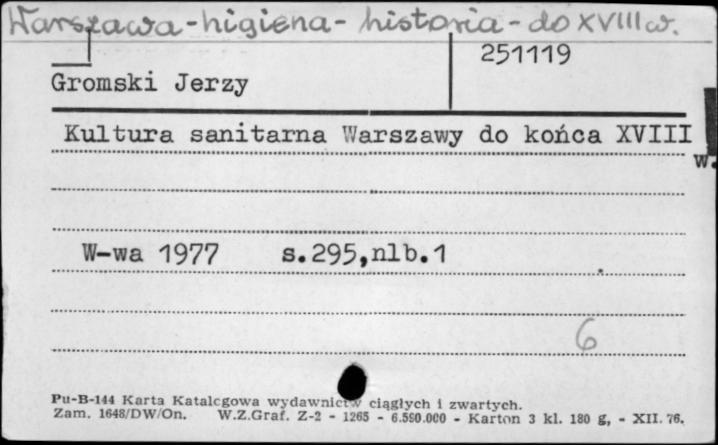 Warszawa - higiena - historia - do XVIII w.
251119
Gromski Jerzy
Kultura sanitarna Warszawy do końca XVIII
w.
W-wa 1977 s.295,nlb.1
6
Pu-B-144 Karta Katalogowa wydawnictw ciągłych i zwartych.
Zam. 1648/DW/On. W.Z.Graf. Z-2 - 1265 - 6.580.000 - Karton 3 kl. 180 g, - XII. 76.